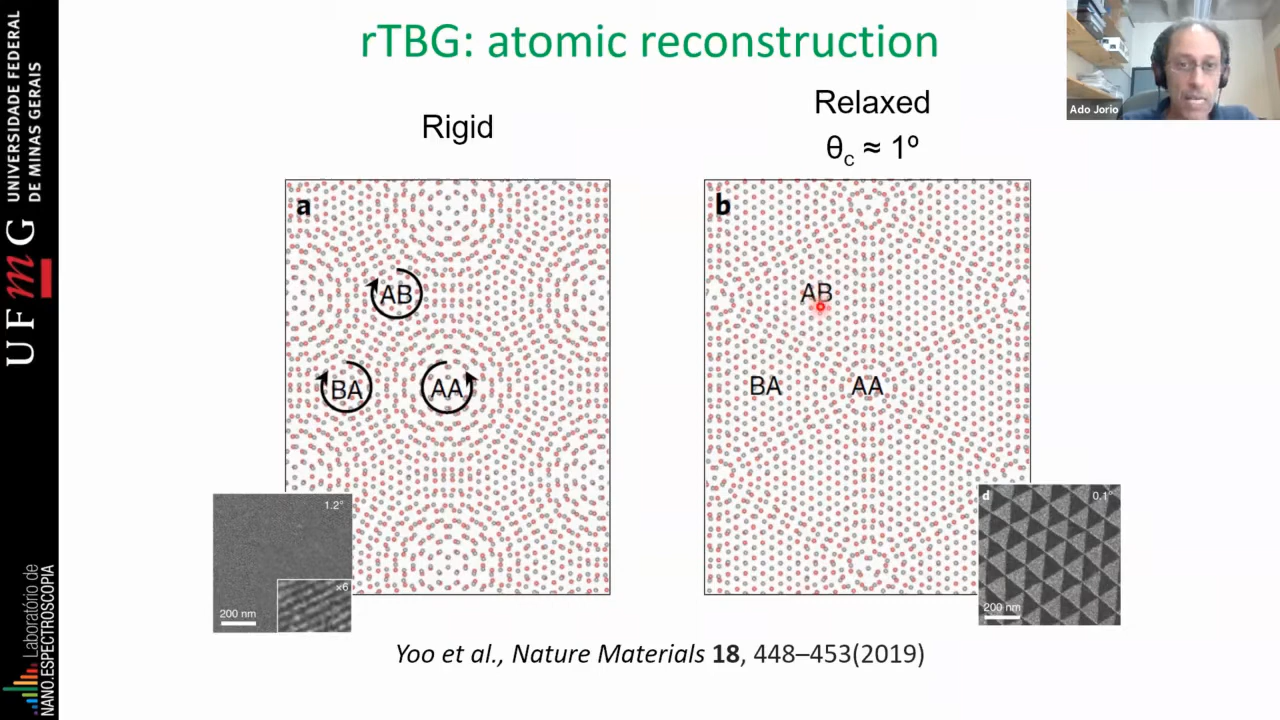 rTBG: atomic reconstruction
Ado Jorio
Rigid
Relaxed
θc ≈ 1º
a
AB
BA
AA
b
AB
BA
AA
1.2°
x6
200 nm
d
0.1°
200 nm
Yoo et al., Nature Materials 18, 448–453(2019)
UFmG
UNIVERSIDADE FEDERAL
DE MINAS GERAIS
Laboratório de
NANO.ESPECTROSCOPIA